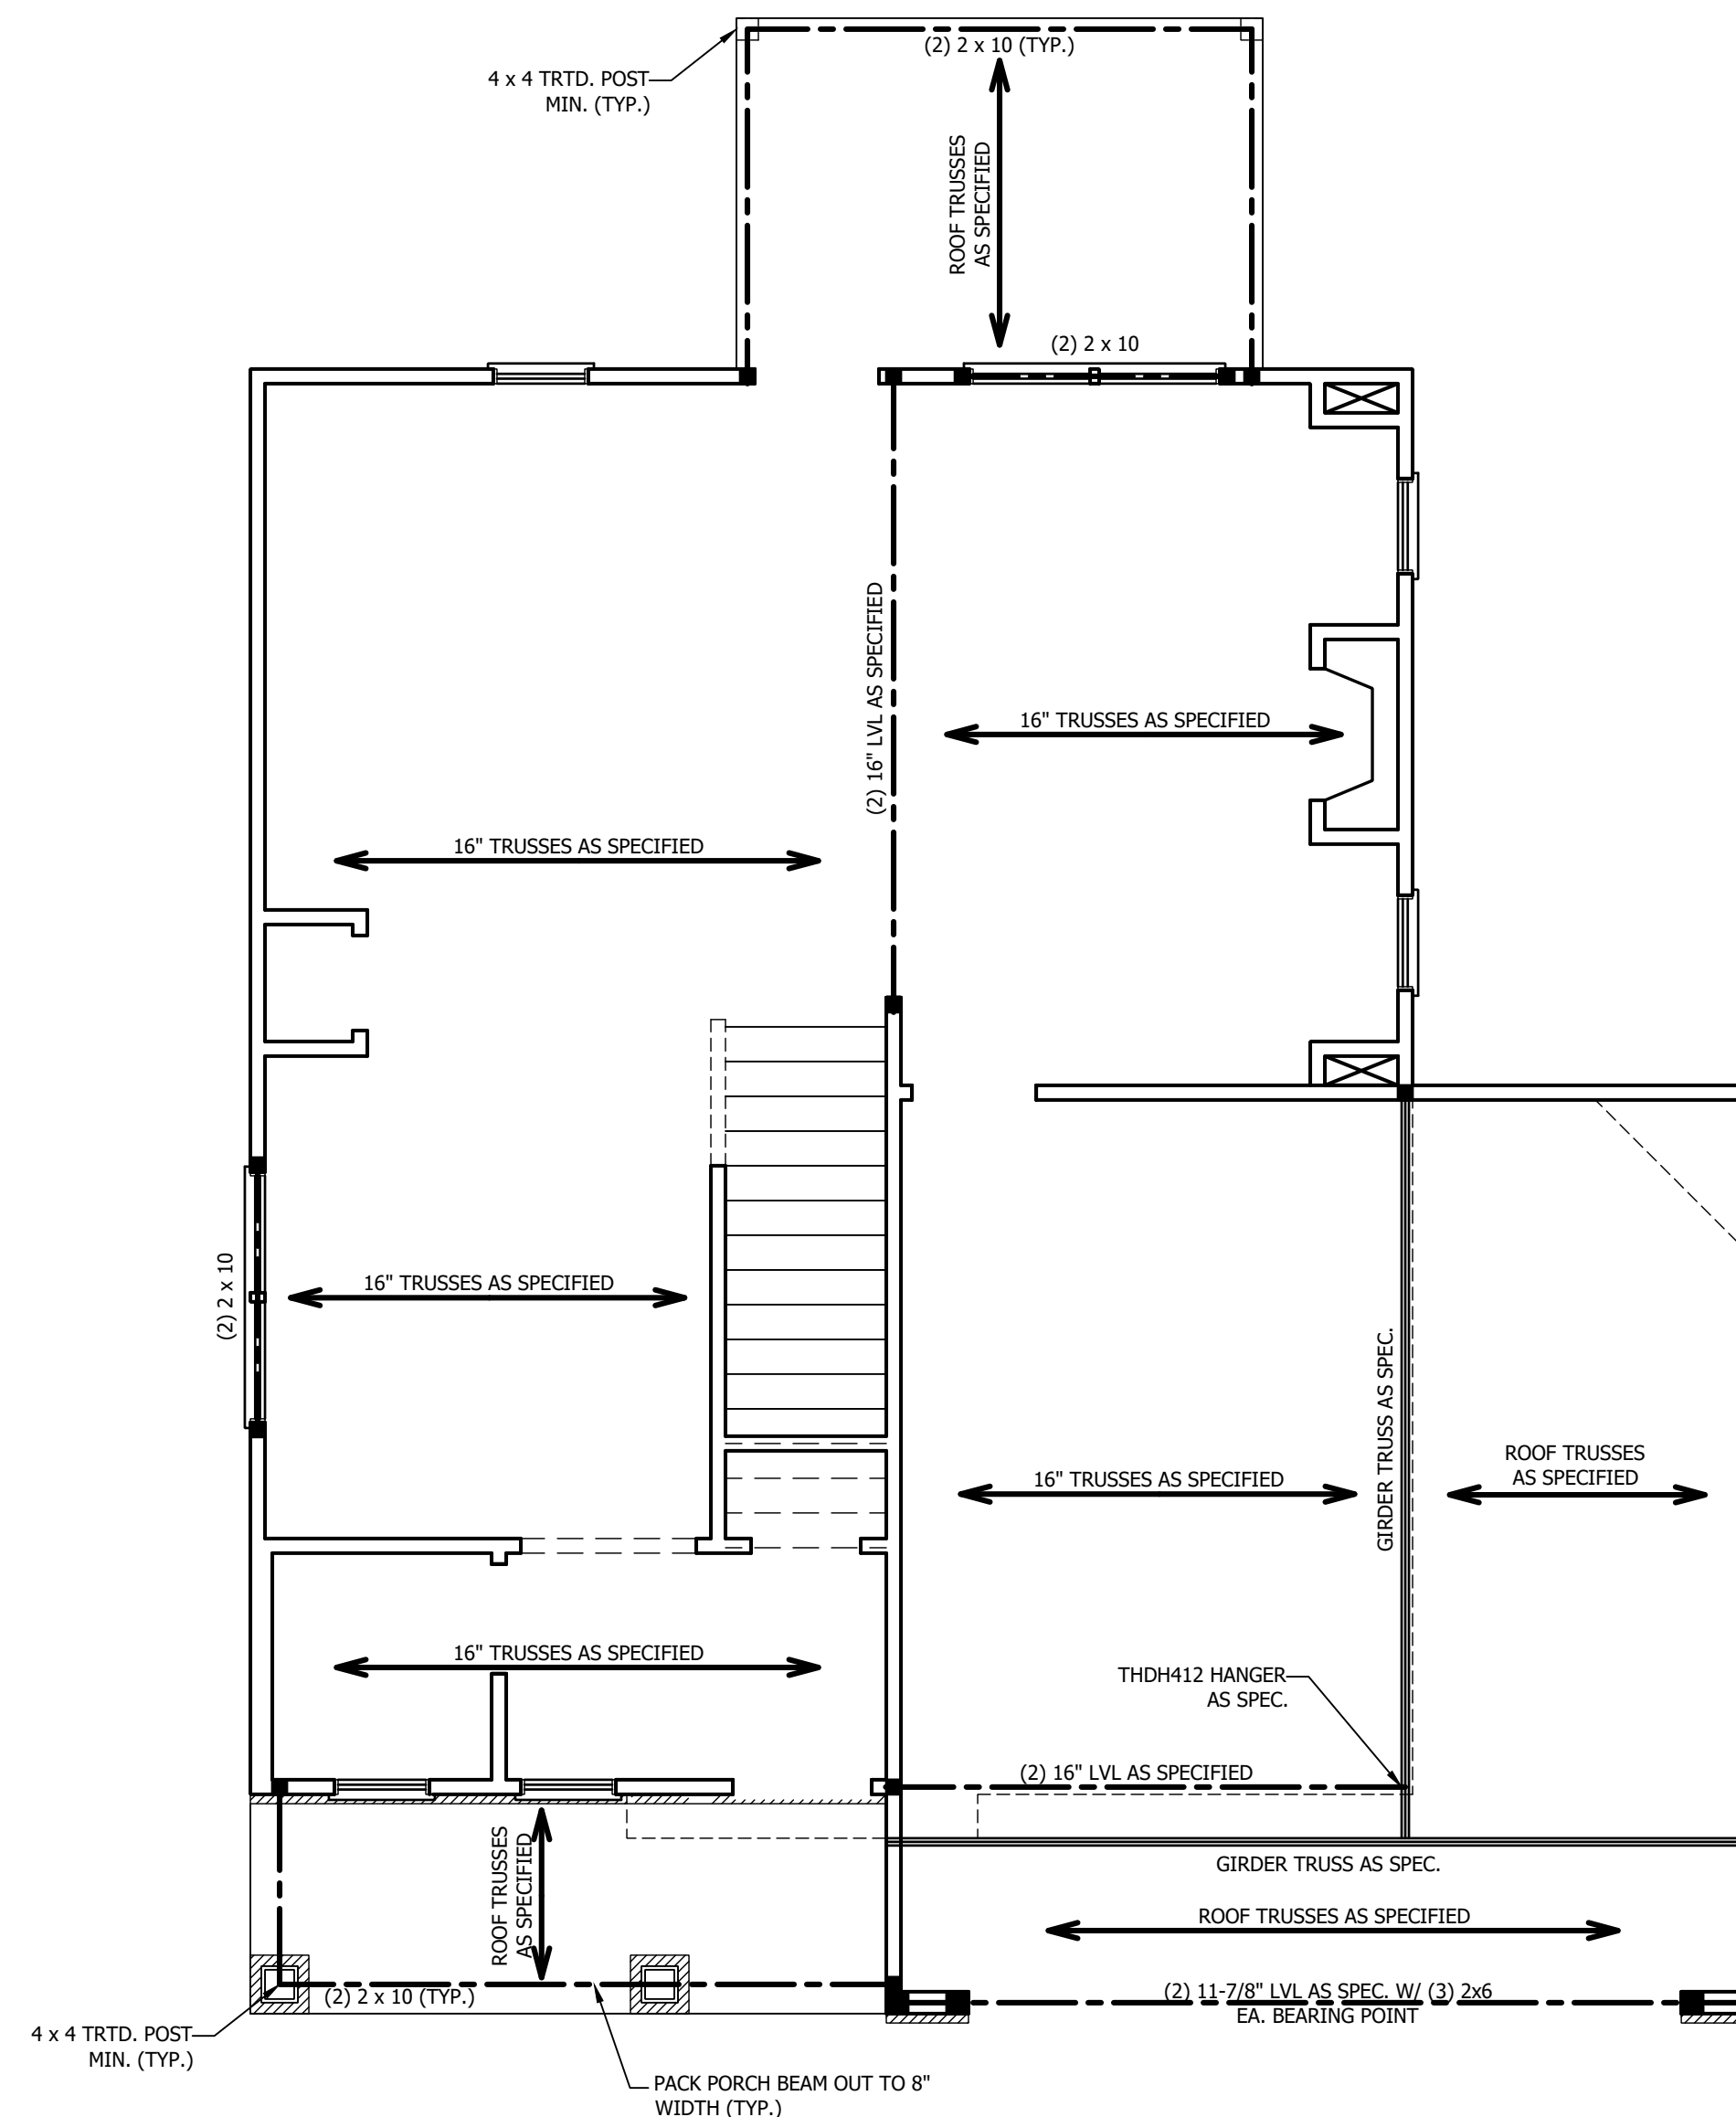 (2) 2 x 10 (TYP.)
4 x 4 TRTD. POST
MIN. (TYP.)
ROOF TRUSSES
AS SPECIFIED
(2) 2 x 10
(2) 16" LVL AS SPECIFIED
16" TRUSSES AS SPECIFIED
16" TRUSSES AS SPECIFIED
(2) 2 x 10
16" TRUSSES AS SPECIFIED
GIRDER TRUSS AS SPEC.
ROOF TRUSSES
AS SPECIFIED
16" TRUSSES AS SPECIFIED
16" TRUSSES AS SPECIFIED
THDH412 HANGER
AS SPEC.
(2) 16" LVL AS SPECIFIED
ROOF TRUSSES
AS SPECIFIED
GIRDER TRUSS AS SPEC.
ROOF TRUSSES AS SPECIFIED
(2) 2 x 10 (TYP.)
(2) 11-7/8" LVL AS SPEC. W/ (3) 2x6
EA. BEARING POINT
4 x 4 TRTD. POST
MIN. (TYP.)
PACK PORCH BEAM OUT TO 8"
WIDTH (TYP.)